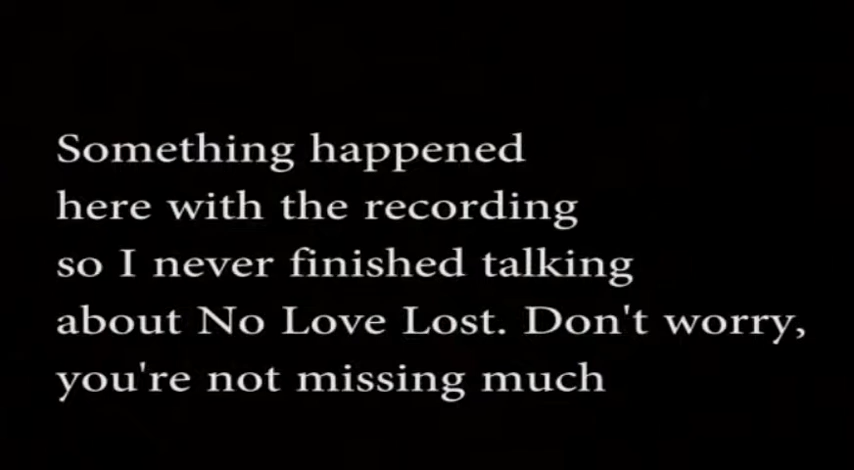 Something happened
here with the recording
so I never finished talking
about No Love Lost. Don't worry,
you're not missing much